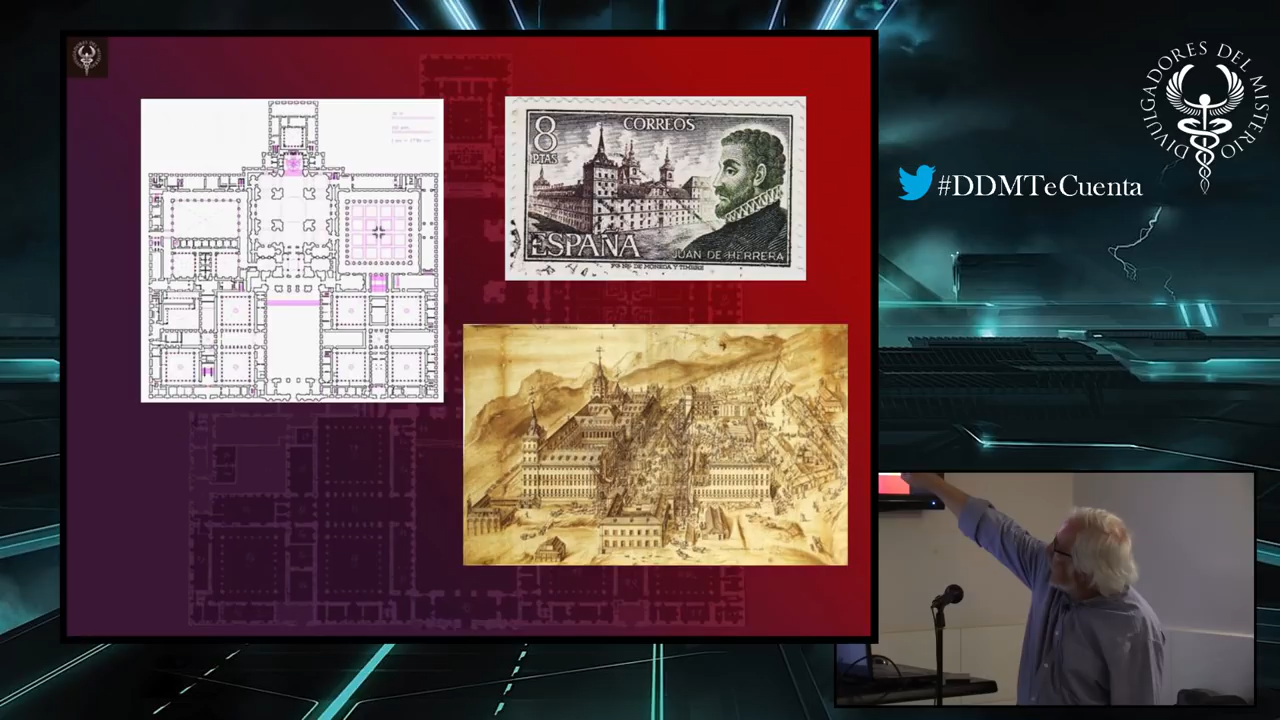 8
PTAS
CORREOS
ESPAÑA
JUAN DE HERRERA
#DDMTeCuenta
DIVULGADORES DEL MISTERIO